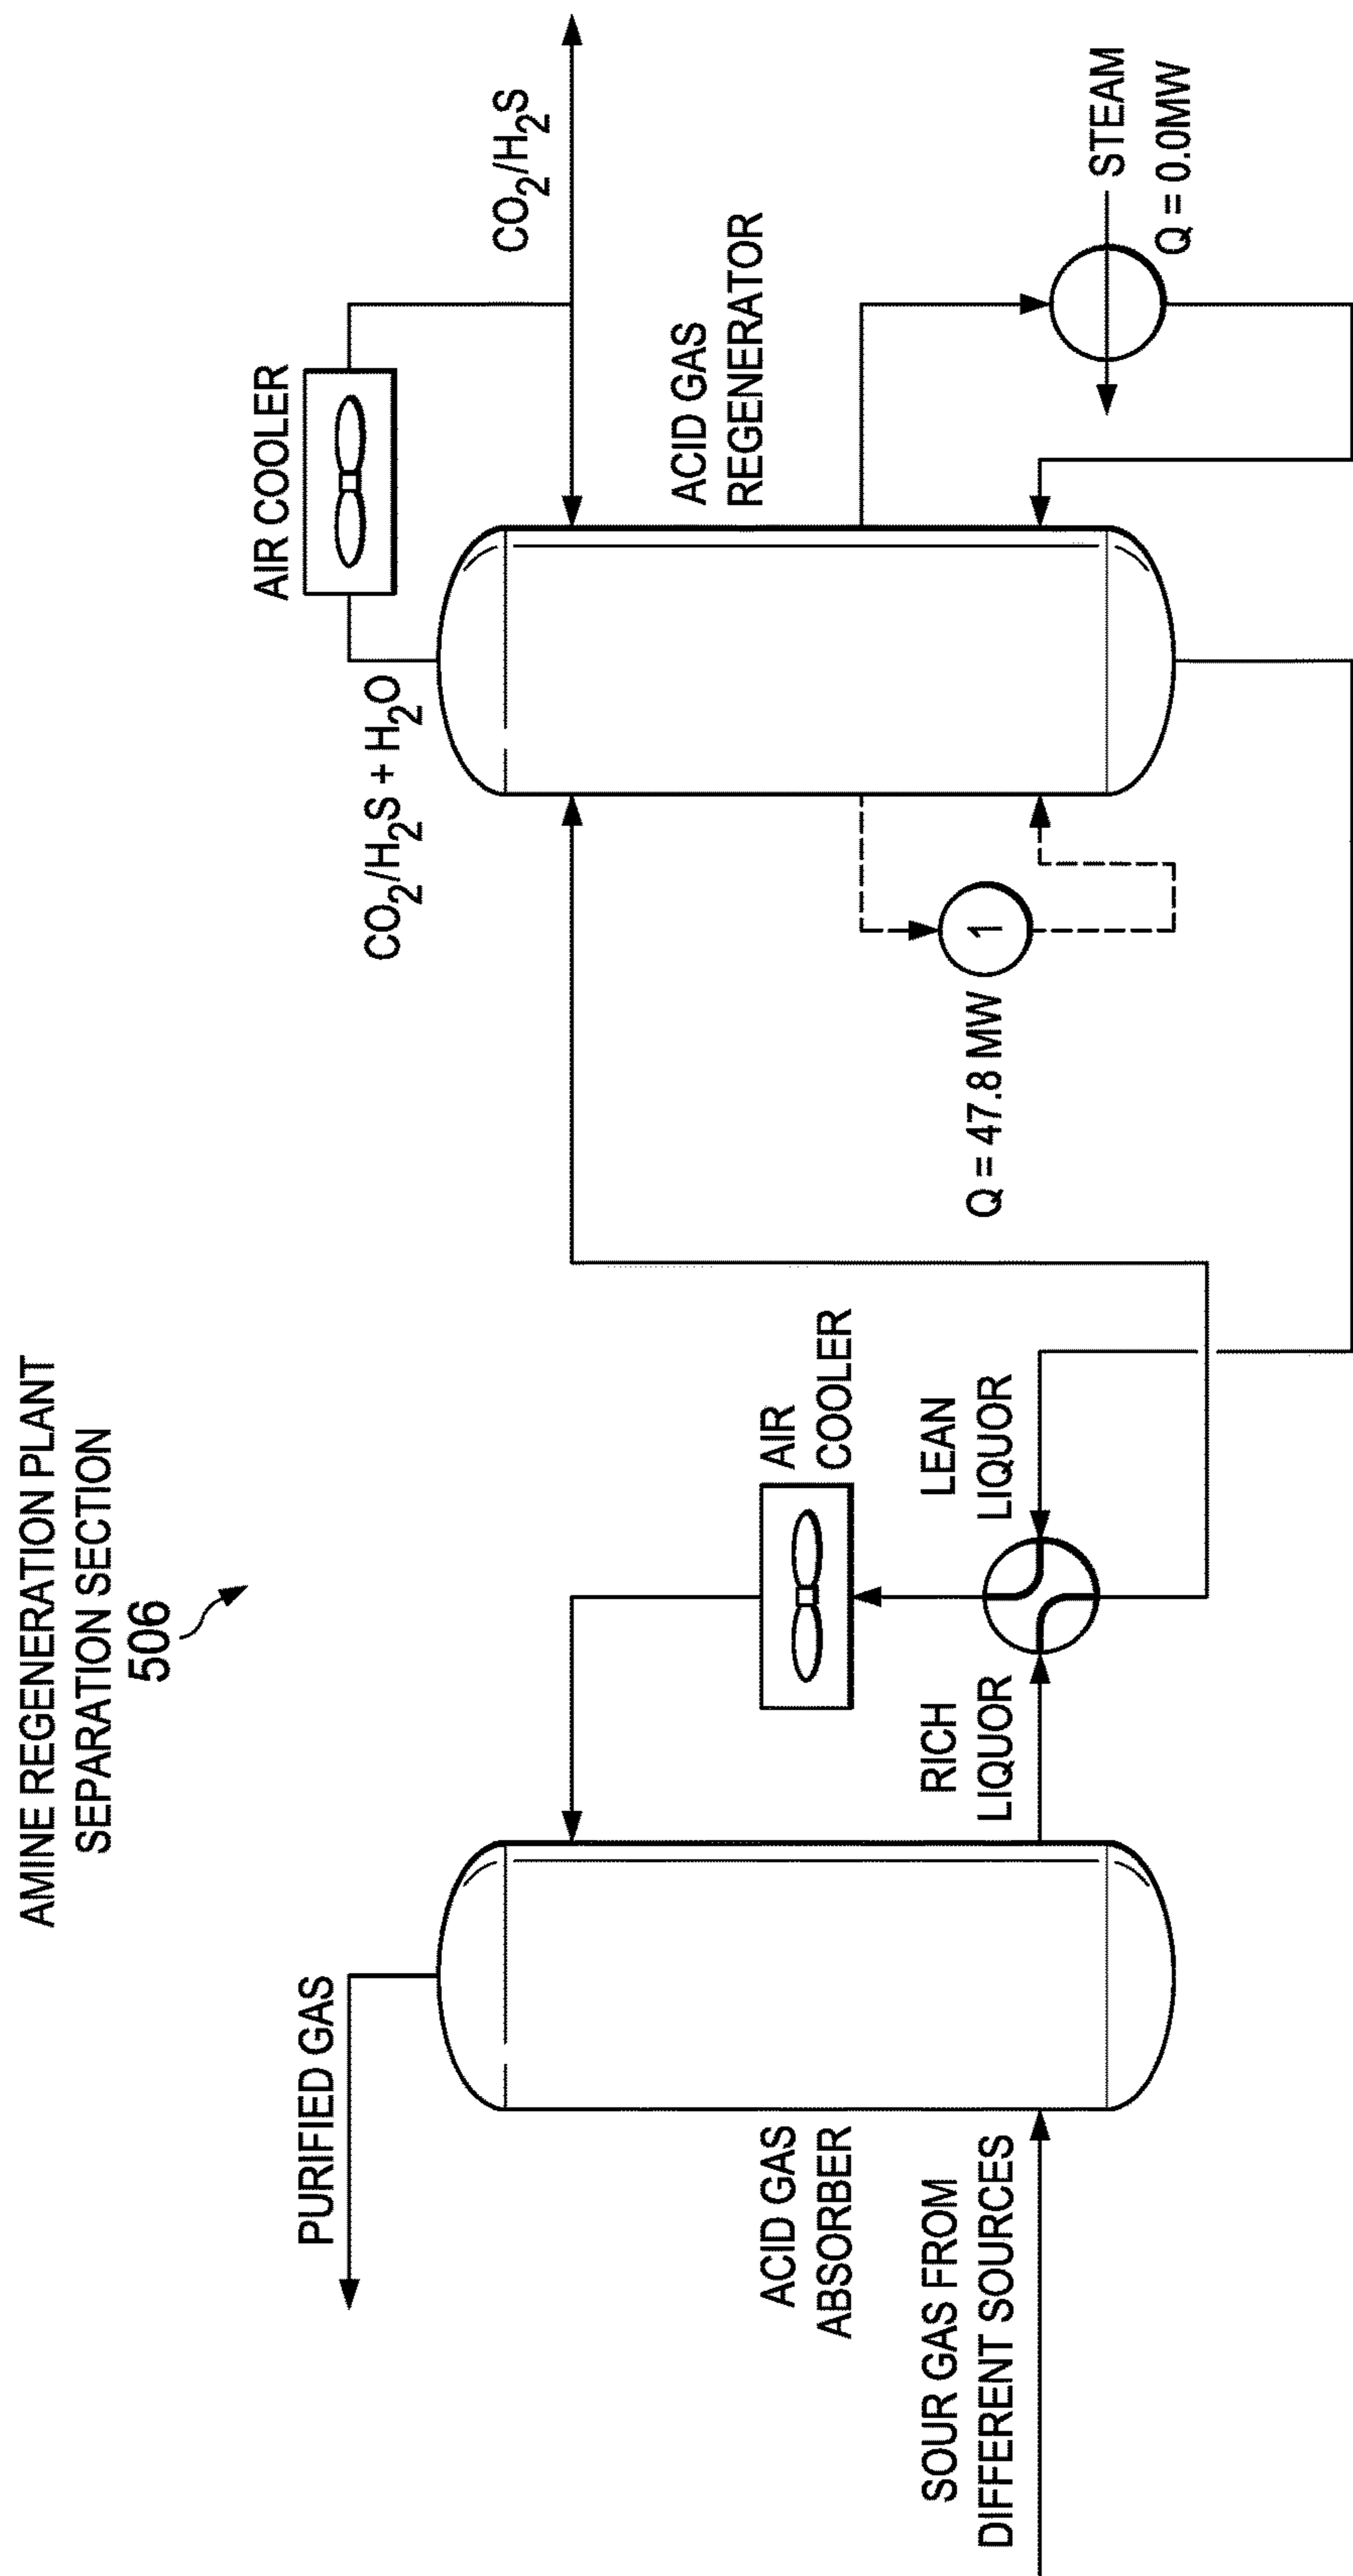 AMINE REGENERATION PLANT
SEPARATION SECTION
506
PURIFIED GAS
ACID GAS
ABSORBER
SOUR GAS FROM
DIFFERENT SOURCES
RICH
LIQUOR
LEAN
LIQUOR
AIR
COOLER
AIR COOLER
CO2/H2S + H2O
CO2/H2S
ACID GAS
REGENERATOR
1
Q = 47.8 MW
STEAM
Q = 0.0MW